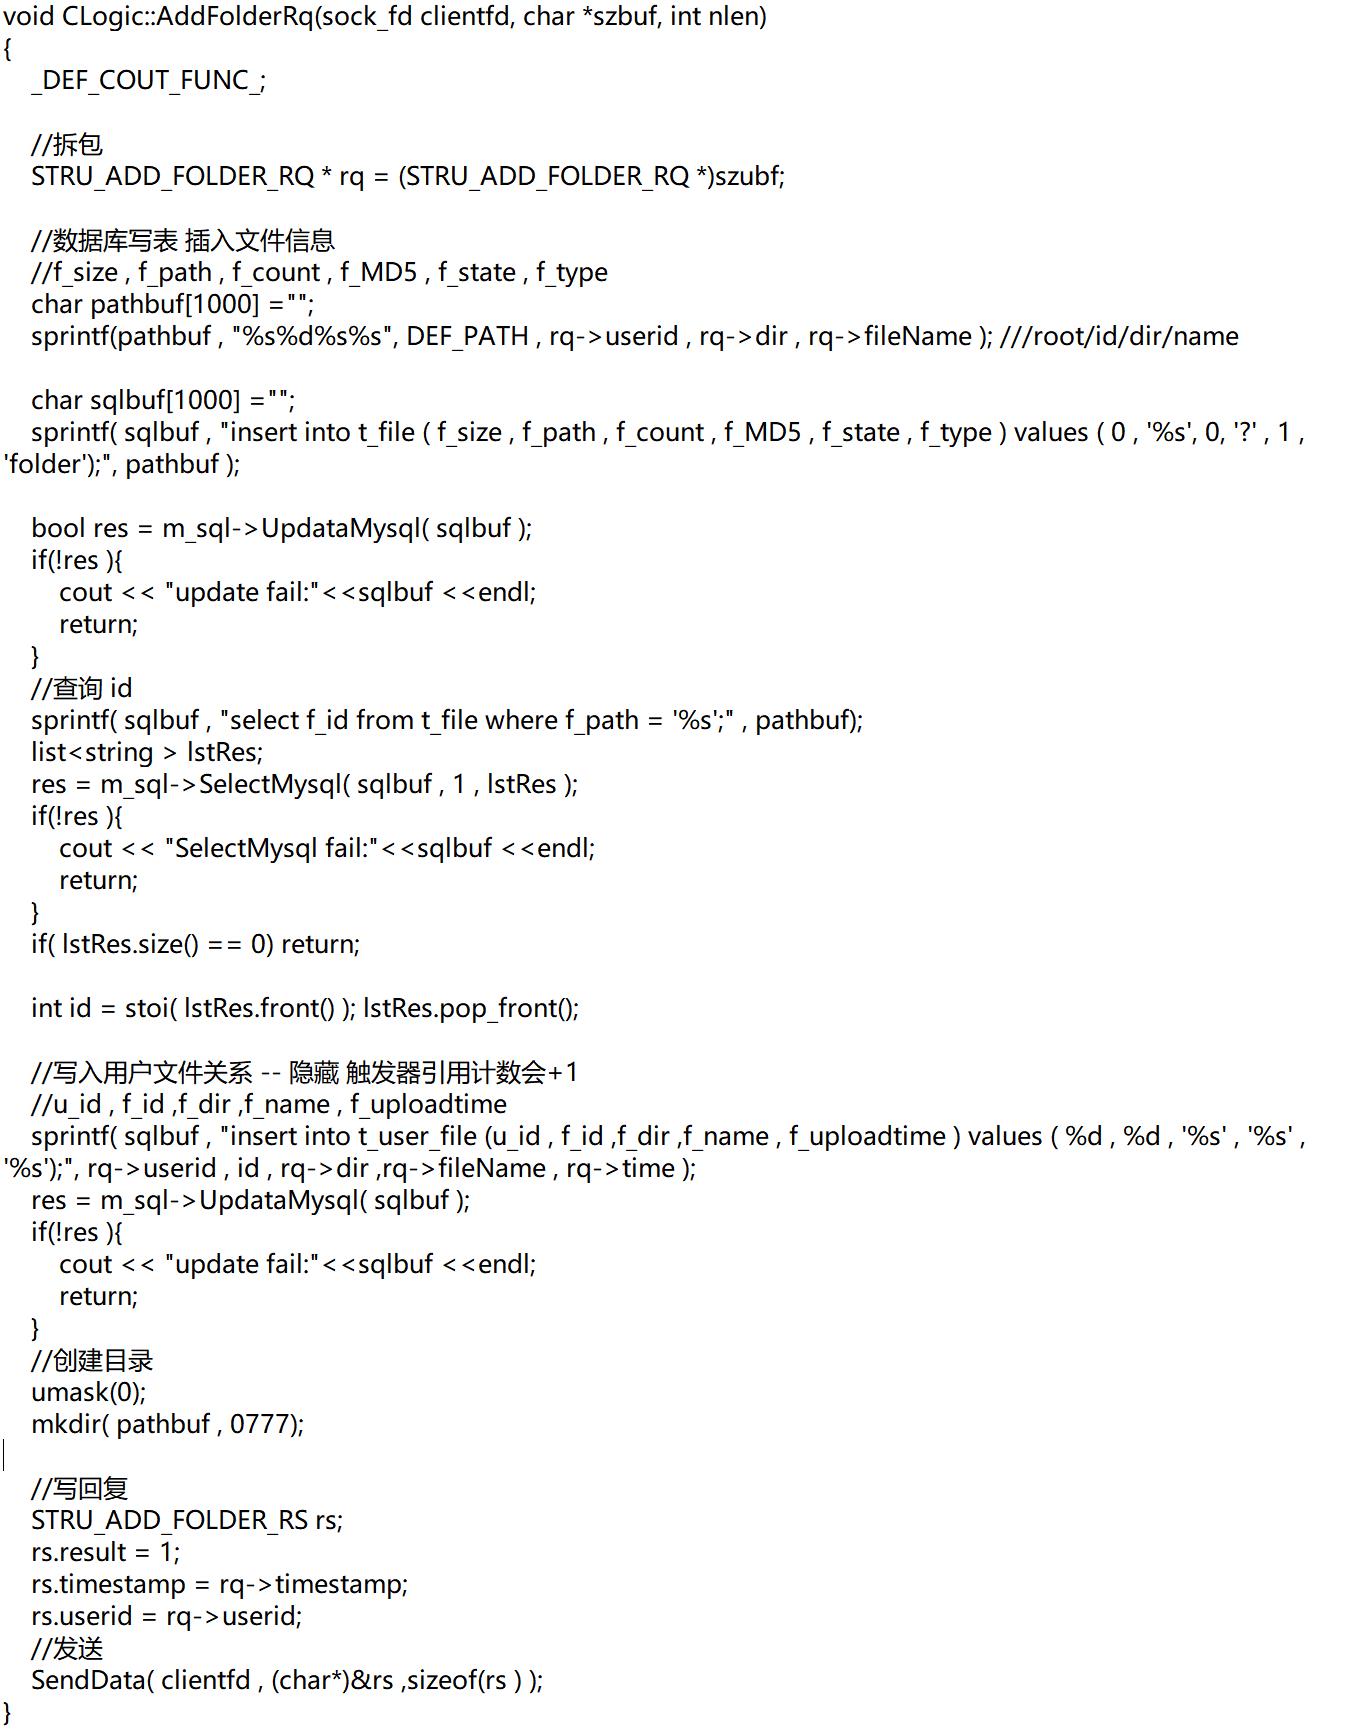 void CLogic::AddFolderRq(sock_fd clientfd, char *szbuf, int nlen)
{
    _DEF_COUT_FUNC_;

    //拆包
    STRU_ADD_FOLDER_RQ * rq = (STRU_ADD_FOLDER_RQ *)szubf;

    //数据库写表 插入文件信息
    //f_size , f_path , f_count , f_MD5 , f_state , f_type
    char pathbuf[1000] ="";
    sprintf(pathbuf , "%s%d%s%s", DEF_PATH , rq->userid , rq->dir , rq->fileName ); ///root/id/dir/name

    char sqlbuf[1000] ="";
    sprintf( sqlbuf , "insert into t_file ( f_size , f_path , f_count , f_MD5 , f_state , f_type ) values ( 0 , '%s', 0, '?' , 1 ,
'folder');", pathbuf );

    bool res = m_sql->UpdataMysql( sqlbuf );
    if(!res ){
        cout << "update fail:"<<sqlbuf <<endl;
        return;
    }
    //查询 id
    sprintf( sqlbuf , "select f_id from t_file where f_path = '%s';" , pathbuf);
    list<string > lstRes;
    res = m_sql->SelectMysql( sqlbuf , 1 , lstRes );
    if(!res ){
        cout << "SelectMysql fail:"<<sqlbuf <<endl;
        return;
    }
    if( lstRes.size() == 0) return;

    int id = stoi( lstRes.front() ); lstRes.pop_front();

    //写入用户文件关系 -- 隐藏 触发器引用计数会+1
    //u_id , f_id ,f_dir ,f_name , f_uploadtime
    sprintf( sqlbuf , "insert into t_user_file (u_id , f_id ,f_dir ,f_name , f_uploadtime ) values ( %d , %d , '%s' , '%s' ,
'%s');", rq->userid , id , rq->dir ,rq->fileName , rq->time );
    res = m_sql->UpdataMysql( sqlbuf );
    if(!res ){
        cout << "update fail:"<<sqlbuf <<endl;
        return;
    }
    //创建目录
    umask(0);
    mkdir( pathbuf , 0777);

    //写回复
    STRU_ADD_FOLDER_RS rs;
    rs.result = 1;
    rs.timestamp = rq->timestamp;
    rs.userid = rq->userid;
    //发送
    SendData( clientfd , (char*)&rs ,sizeof(rs ) );
}